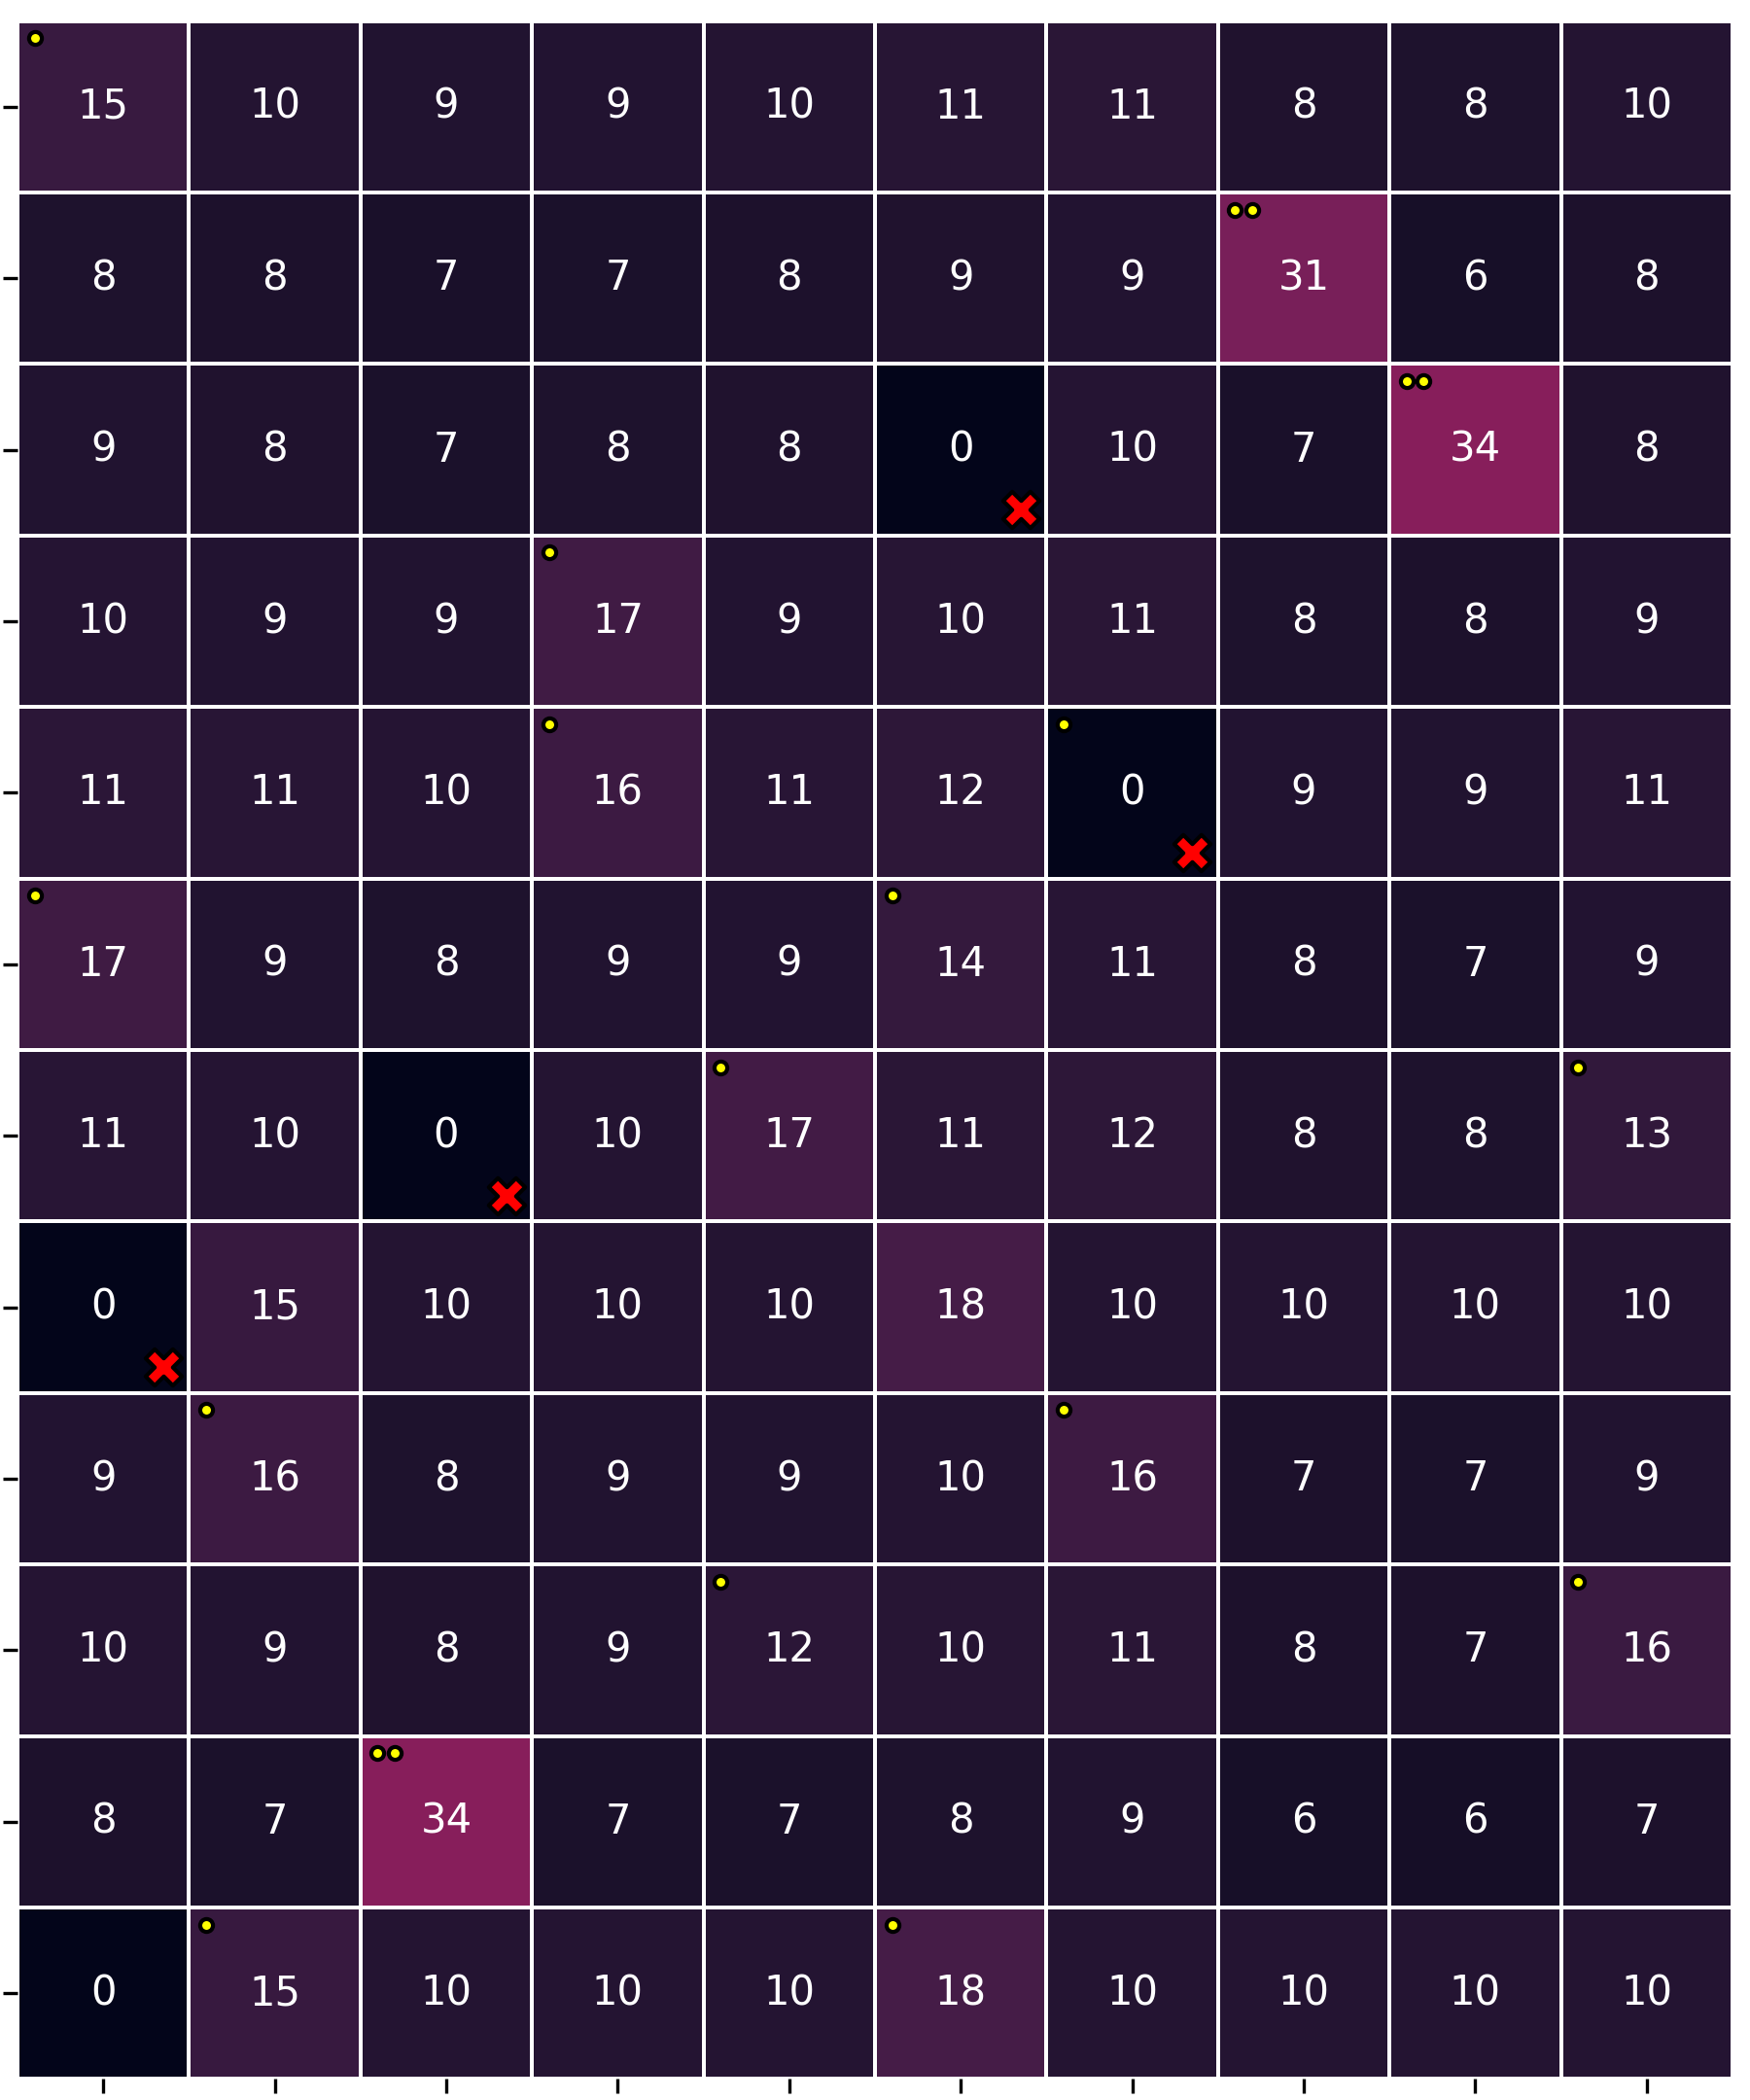 15 10 9 9 10 11 11 8 8 10
8 8 7 7 8 9 9 31 6 8
9 8 7 8 8 0 10 7 34 8
10 9 9 17 9 10 11 8 8 9
11 11 10 16 11 12 0 9 9 11
17 9 8 9 9 14 11 8 7 9
11 10 0 10 17 11 12 8 8 13
0 15 10 10 10 18 10 10 10 10
9 16 8 9 9 10 16 7 7 9
10 9 8 9 12 10 11 8 7 16
8 7 34 7 7 8 9 6 6 7
0 15 10 10 10 18 10 10 10 10